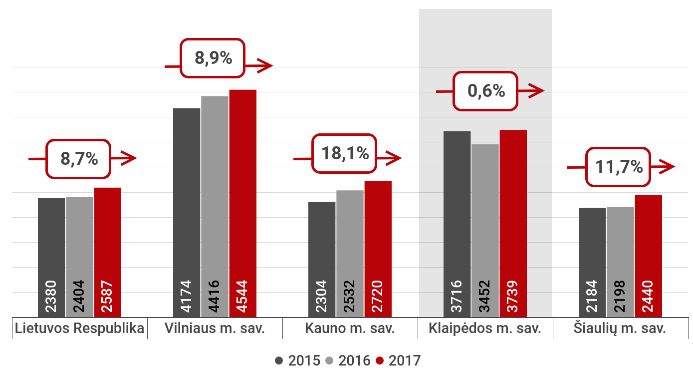 8,7%
8,9%
18,1%
0,6%
11,7%
2380 2404 2587
4174 4416 4544
2304 2532 2720
3716 3452 3739
2184 2198 2440
Lietuvos Respublika
Vilniaus m. sav.
Kauno m. sav.
Klaipėdos m. sav.
Šiaulių m. sav.
2015 2016 2017